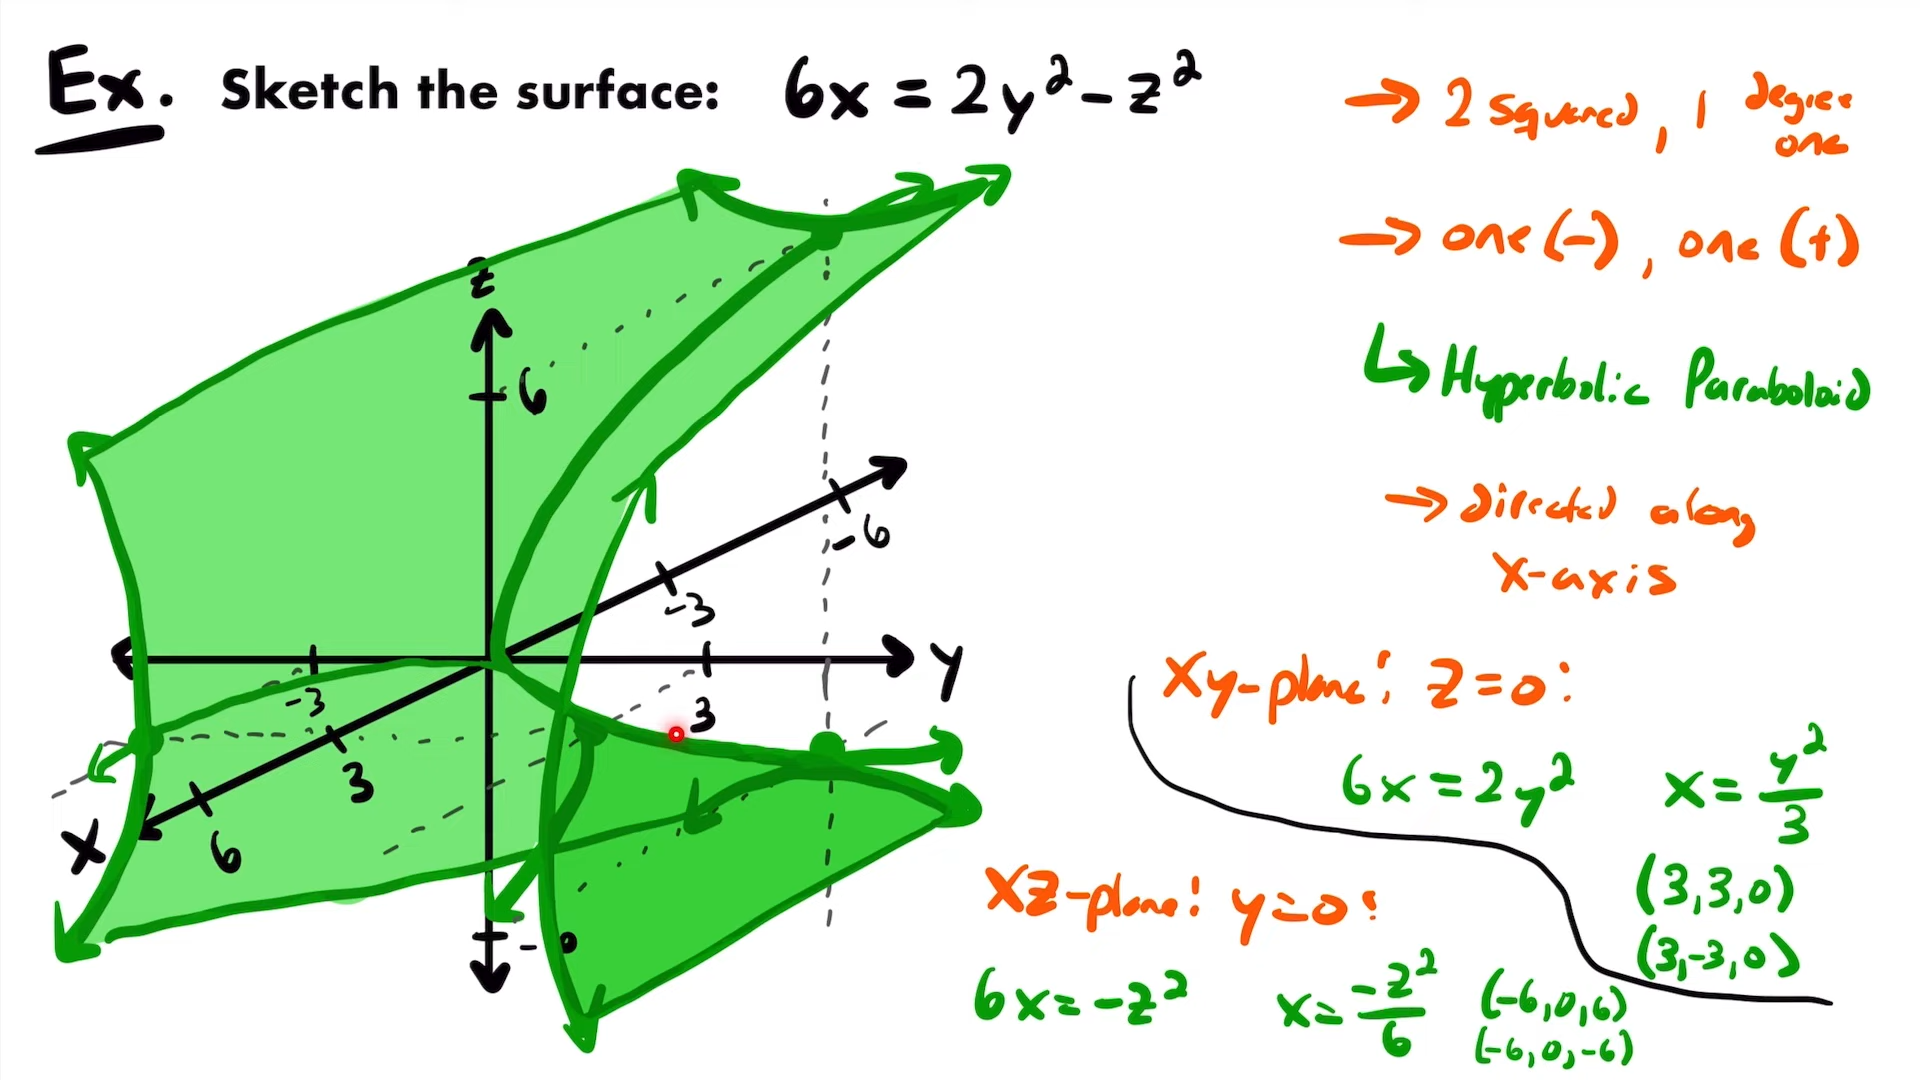 Ex. Sketch the surface: 6x = 2y² - z²
→ 2 squared, 1 degree one
→ one (-), one (+)
↳ Hyperbolic Paraboloid
→ directed along
x-axis
z
6
-6
-3
y
-3
3
3
6
x
xy-plane: z=0:
6x = 2y² x = y²/3
(3,3,0)
(3,-3,0)
xz-plane: y=0:
6x = -z² x = -z²/6 (-6,0,6)
(-6,0,-6)